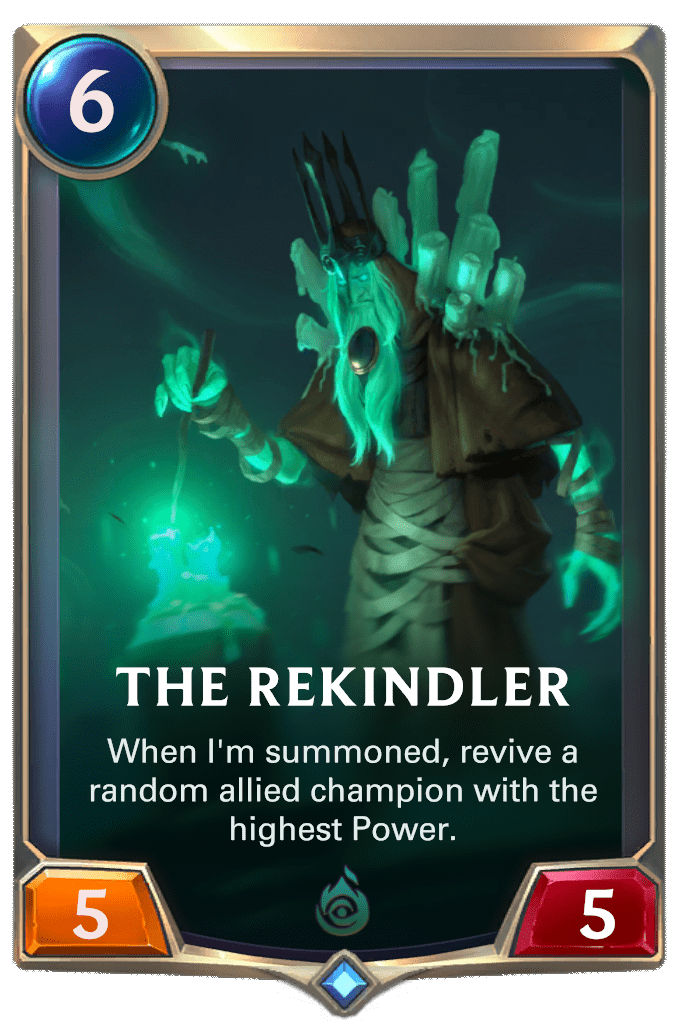 6
THE REKINDLER
When I'm summoned, revive a
random allied champion with the
highest Power.
5
5